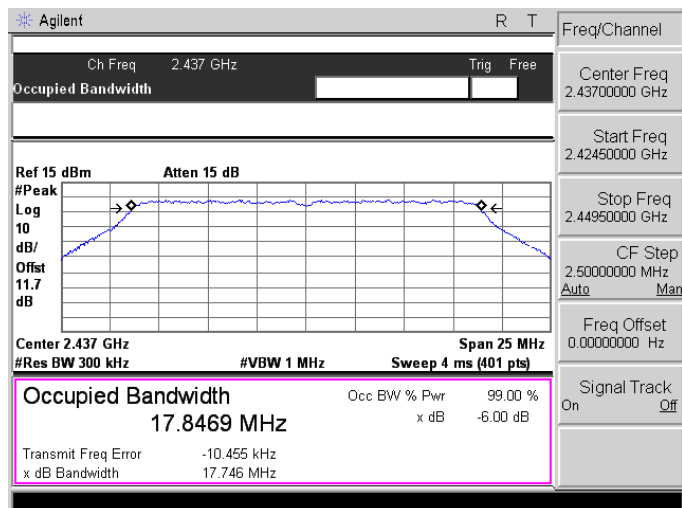 Agilent R T
Ch Freq 2.437 GHz Trig Free
Occupied Bandwidth
Ref 15 dBm Atten 15 dB
#Peak
Log
10
dB/
Offst
11.7
dB
Center 2.437 GHz Span 25 MHz
#Res BW 300 kHz #VBW 1 MHz Sweep 4 ms (401 pts)
Occupied Bandwidth Occ BW % Pwr 99.00 %
17.8469 MHz x dB -6.00 dB
Transmit Freq Error -10.455 kHz
x dB Bandwidth 17.746 MHz
Freq/Channel
Center Freq
2.43700000 GHz
Start Freq
2.42450000 GHz
Stop Freq
2.44950000 GHz
CF Step
2.50000000 MHz
Auto Man
Freq Offset
0.00000000 Hz
Signal Track
On Off